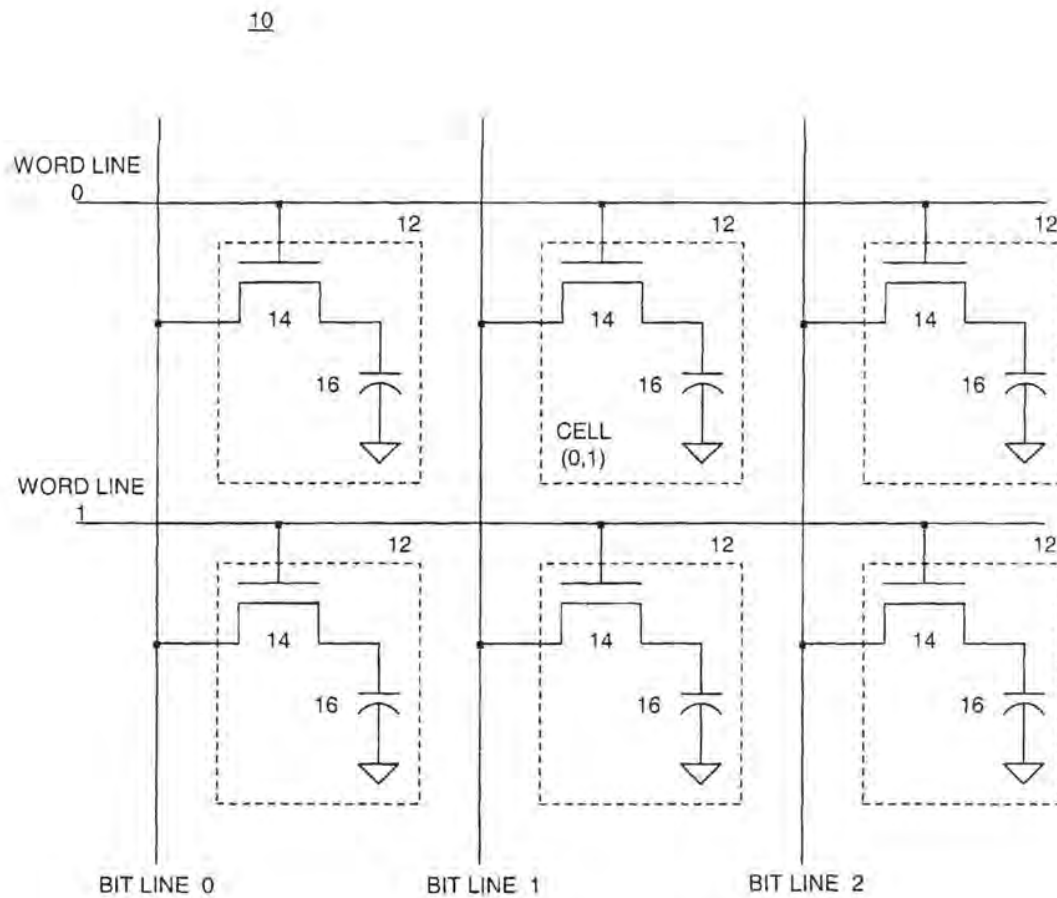 10
WORD LINE
0
12 12 12
14 14 14
16 16 16
CELL
(0,1)
WORD LINE
1
12 12 12
14 14 14
16 16 16
BIT LINE 0 BIT LINE 1 BIT LINE 2